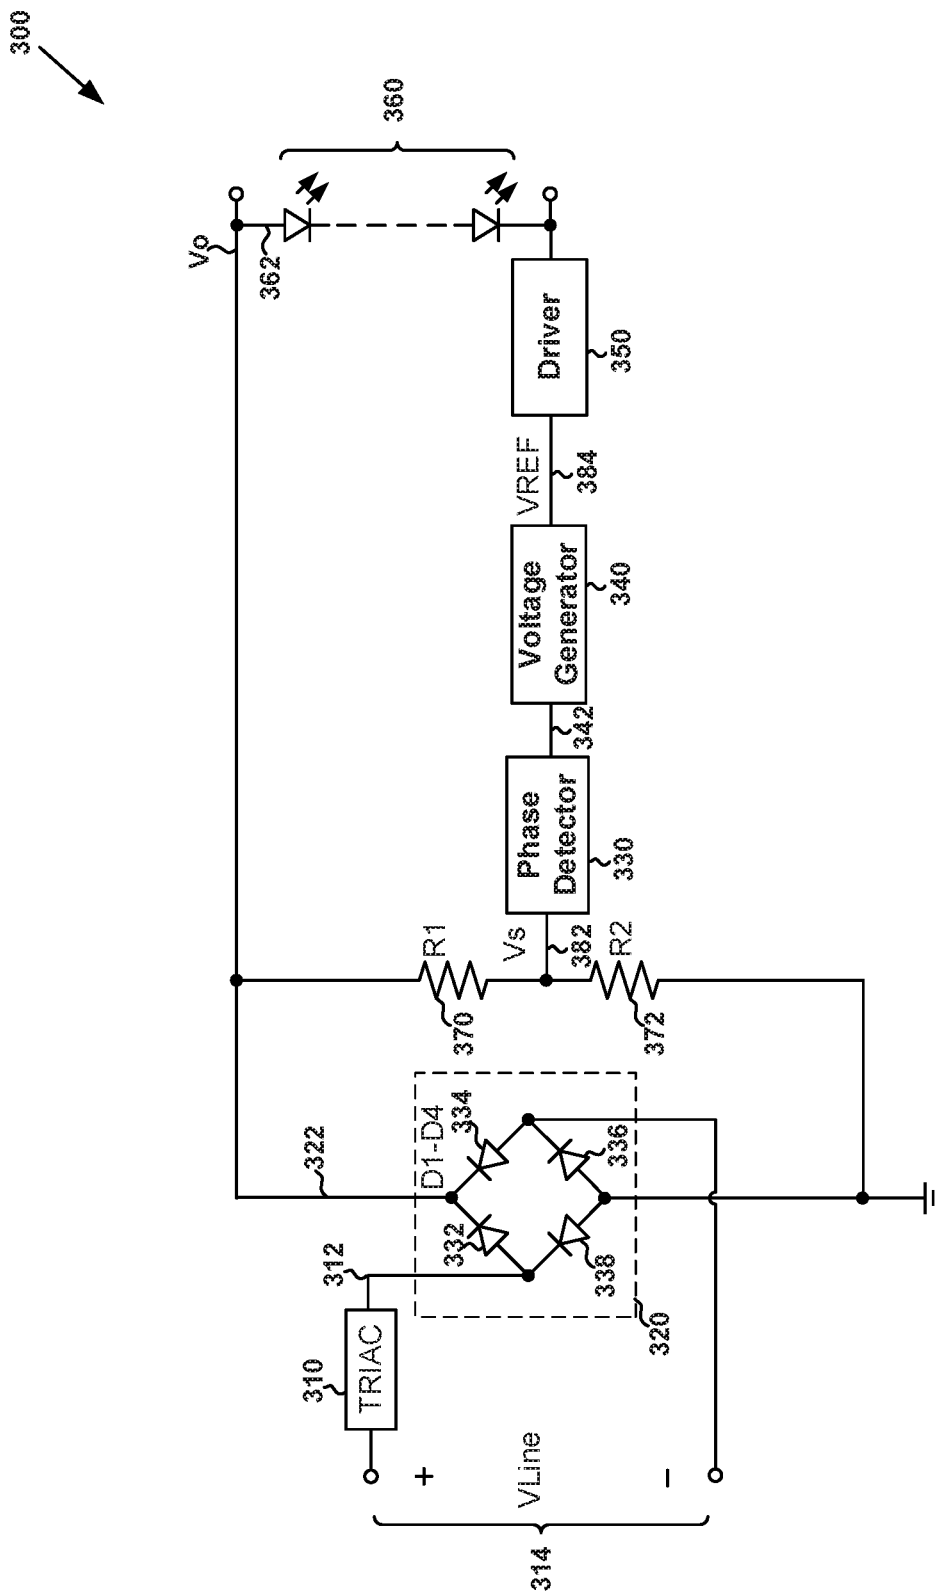 300
360
Vo
362
Driver
350
VREF
384
Voltage
Generator
340
342
Phase
Detector
330
Vs
382
R1
370
R2
372
322
D1-D4
334
336
332
338
320
312
310
TRIAC
+
VLine
–
314